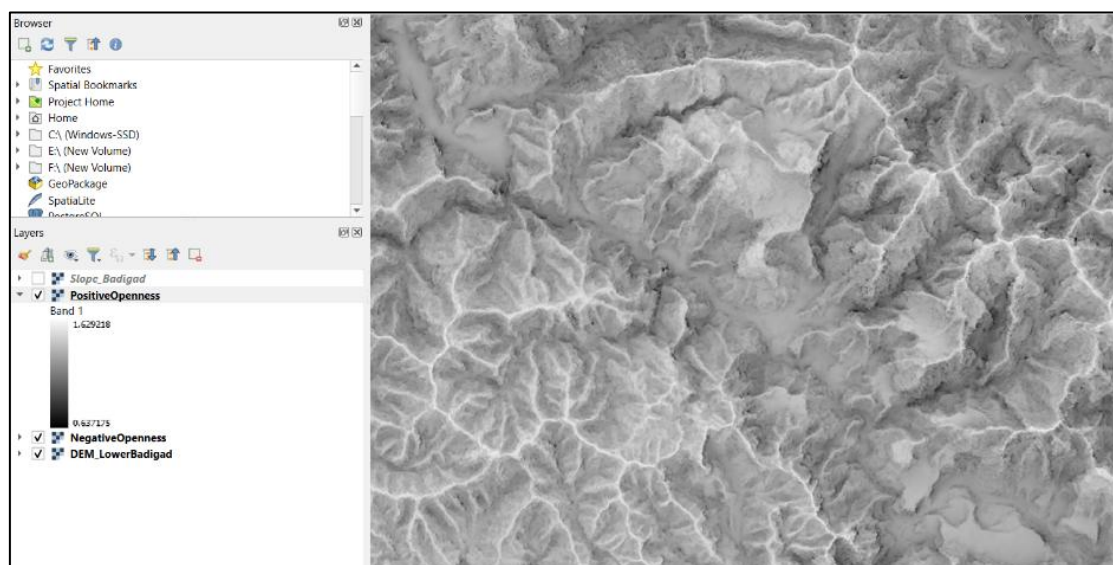 Browser
Favorites
Spatial Bookmarks
Project Home
Home
C:\ (Windows-SSD)
E:\ (New Volume)
F:\ (New Volume)
GeoPackage
SpatiaLite
PostgreSQL
Layers
Slope_Badigad
PositiveOpenness
Band 1
1.629218
0.637175
NegativeOpenness
DEM_LowerBadigad